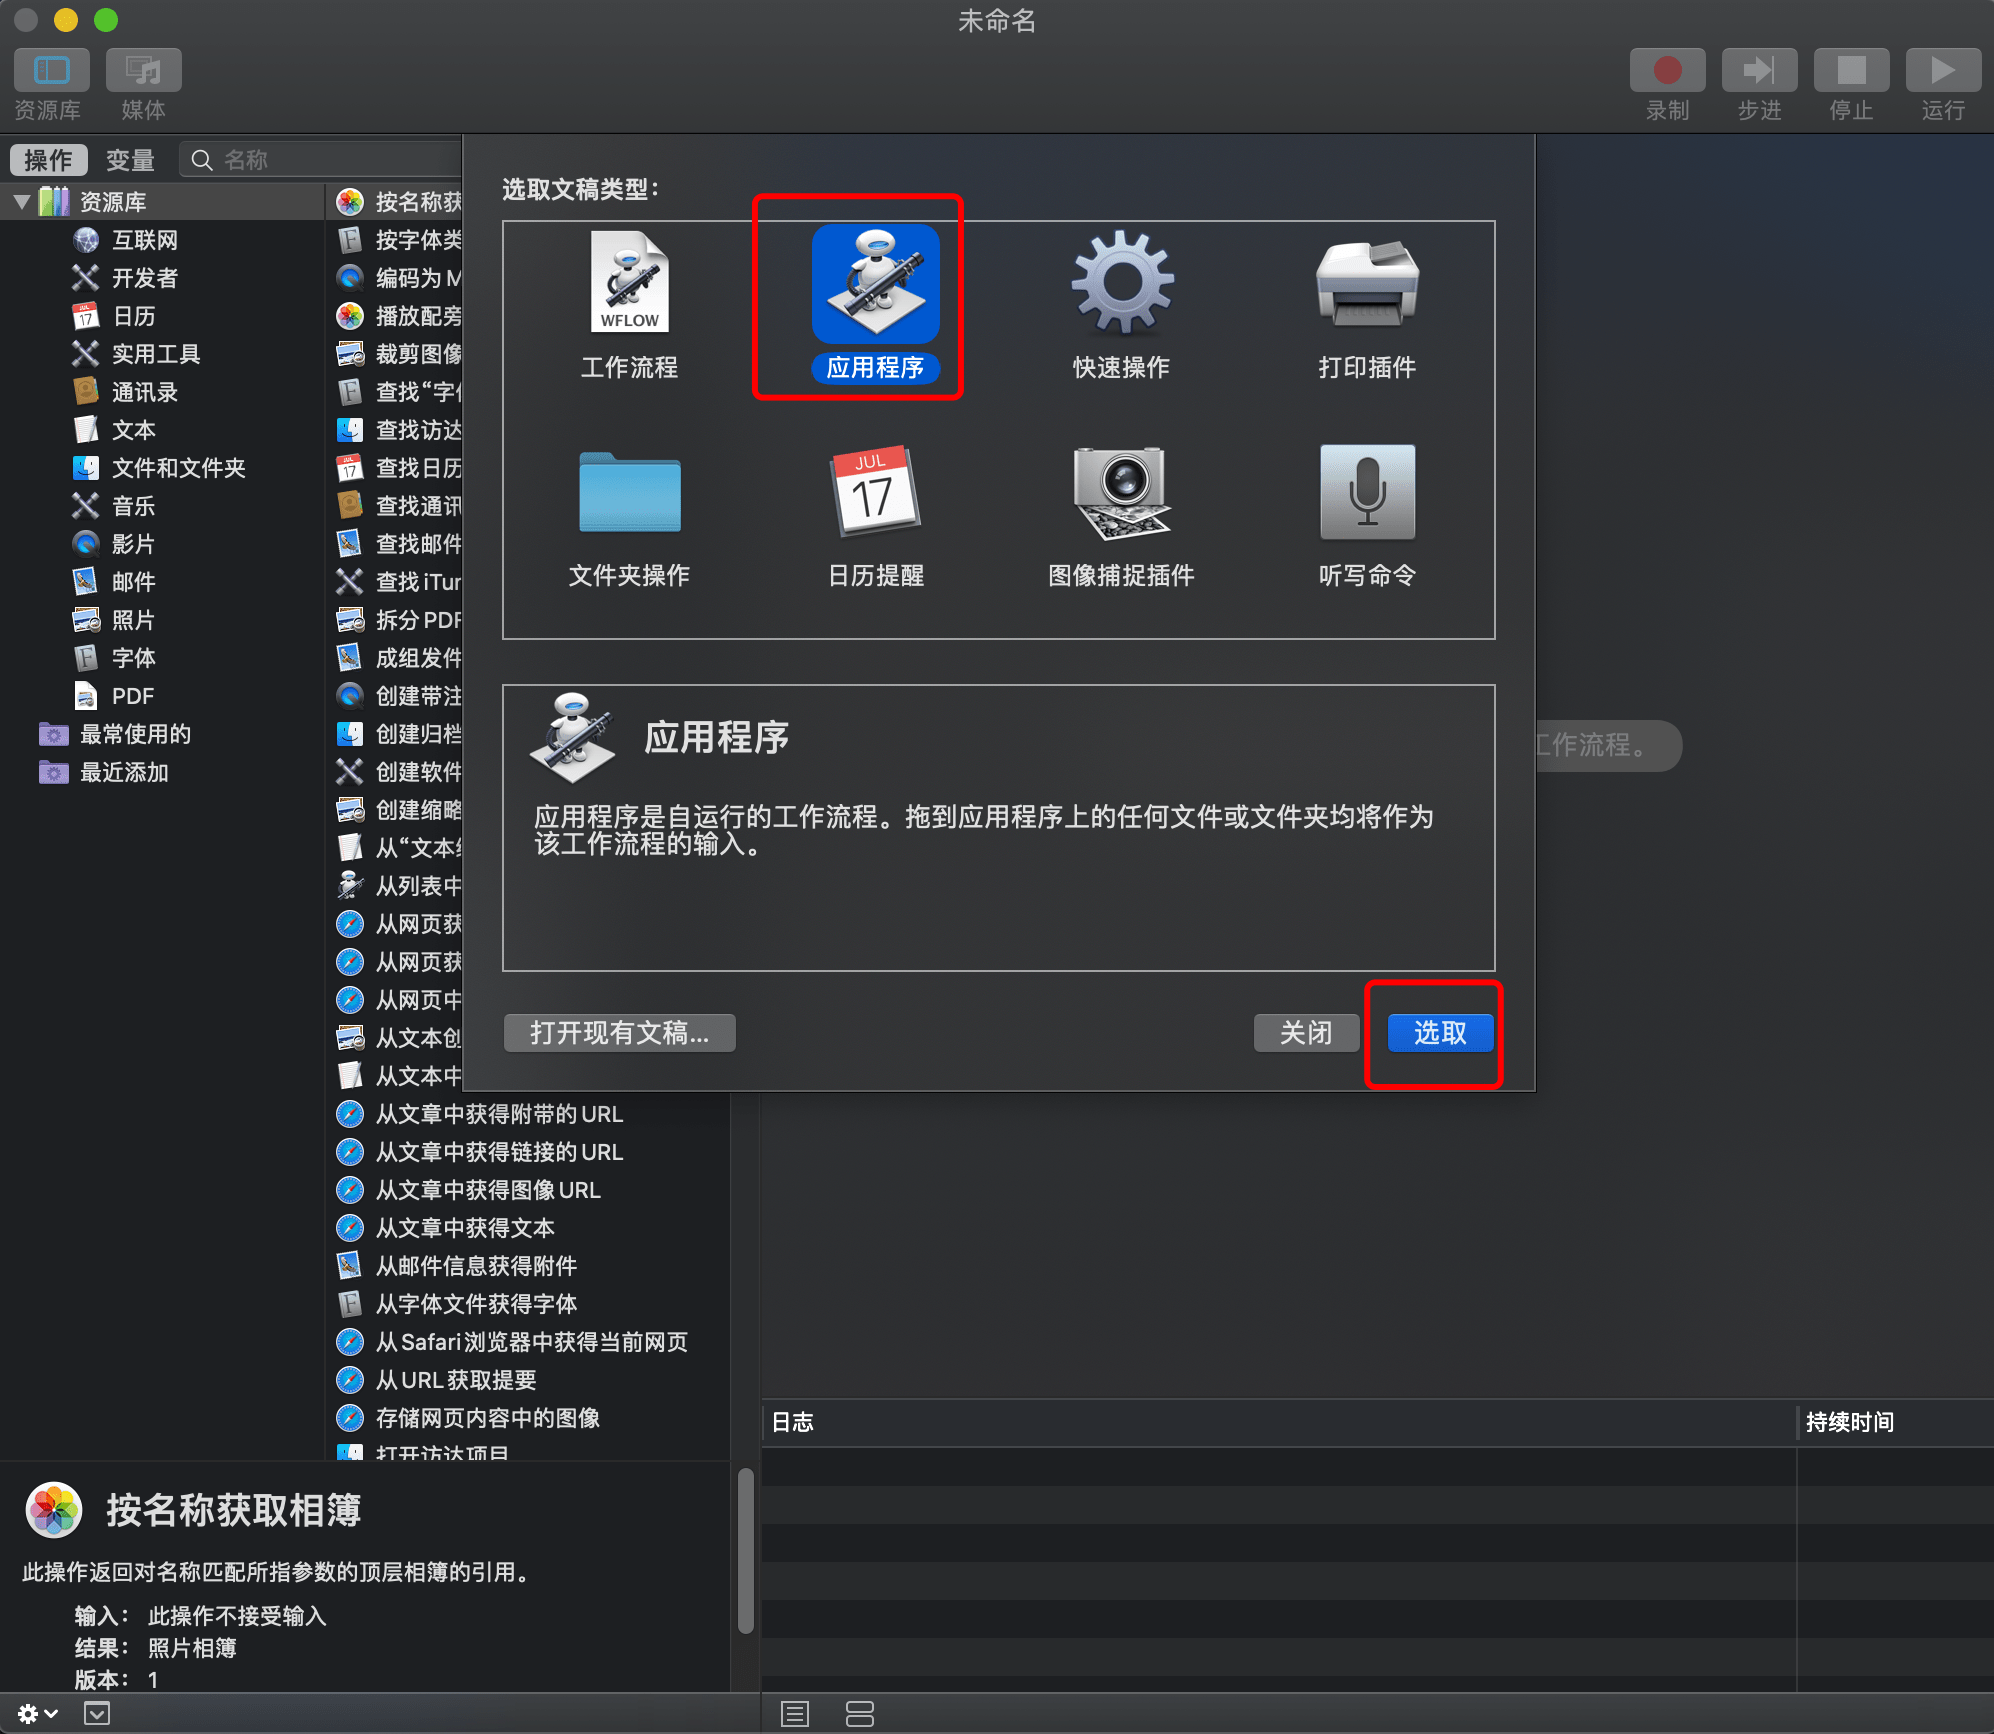 未命名
资源库
媒体
录制
步进
停止
运行
操作
变量
名称
资源库
互联网
开发者
日历
实用工具
通讯录
文本
文件和文件夹
音乐
影片
邮件
照片
字体
PDF
最常使用的
最近添加
按名称获
按字体类
编码为 M
播放配旁
裁剪图像
查找“字体
查找访达
查找日历
查找通讯
查找邮件
查找 iTun
拆分 PDF
成组发件
创建带注
创建归档
创建软件
创建缩略
从“文本编
从列表中
从网页获
从网页获
从网页中
从文本创
从文本中
从文章中获得附带的 URL
从文章中获得链接的 URL
从文章中获得图像 URL
从文章中获得文本
从邮件信息获得附件
从字体文件获得字体
从 Safari 浏览器中获得当前网页
从 URL 获取提要
存储网页内容中的图像
打开访达项目
选取文稿类型：
WFLOW
工作流程
应用程序
快速操作
打印插件
文件夹操作
JUL
17
日历提醒
图像捕捉插件
听写命令
应用程序
应用程序是自运行的工作流程。拖到应用程序上的任何文件或文件夹均将作为
该工作流程的输入。
打开现有文稿...
关闭
选取
工作流程。
日志
持续时间
按名称获取相簿
此操作返回对名称匹配所指参数的顶层相簿的引用。
输入： 此操作不接受输入
结果： 照片相簿
版本： 1